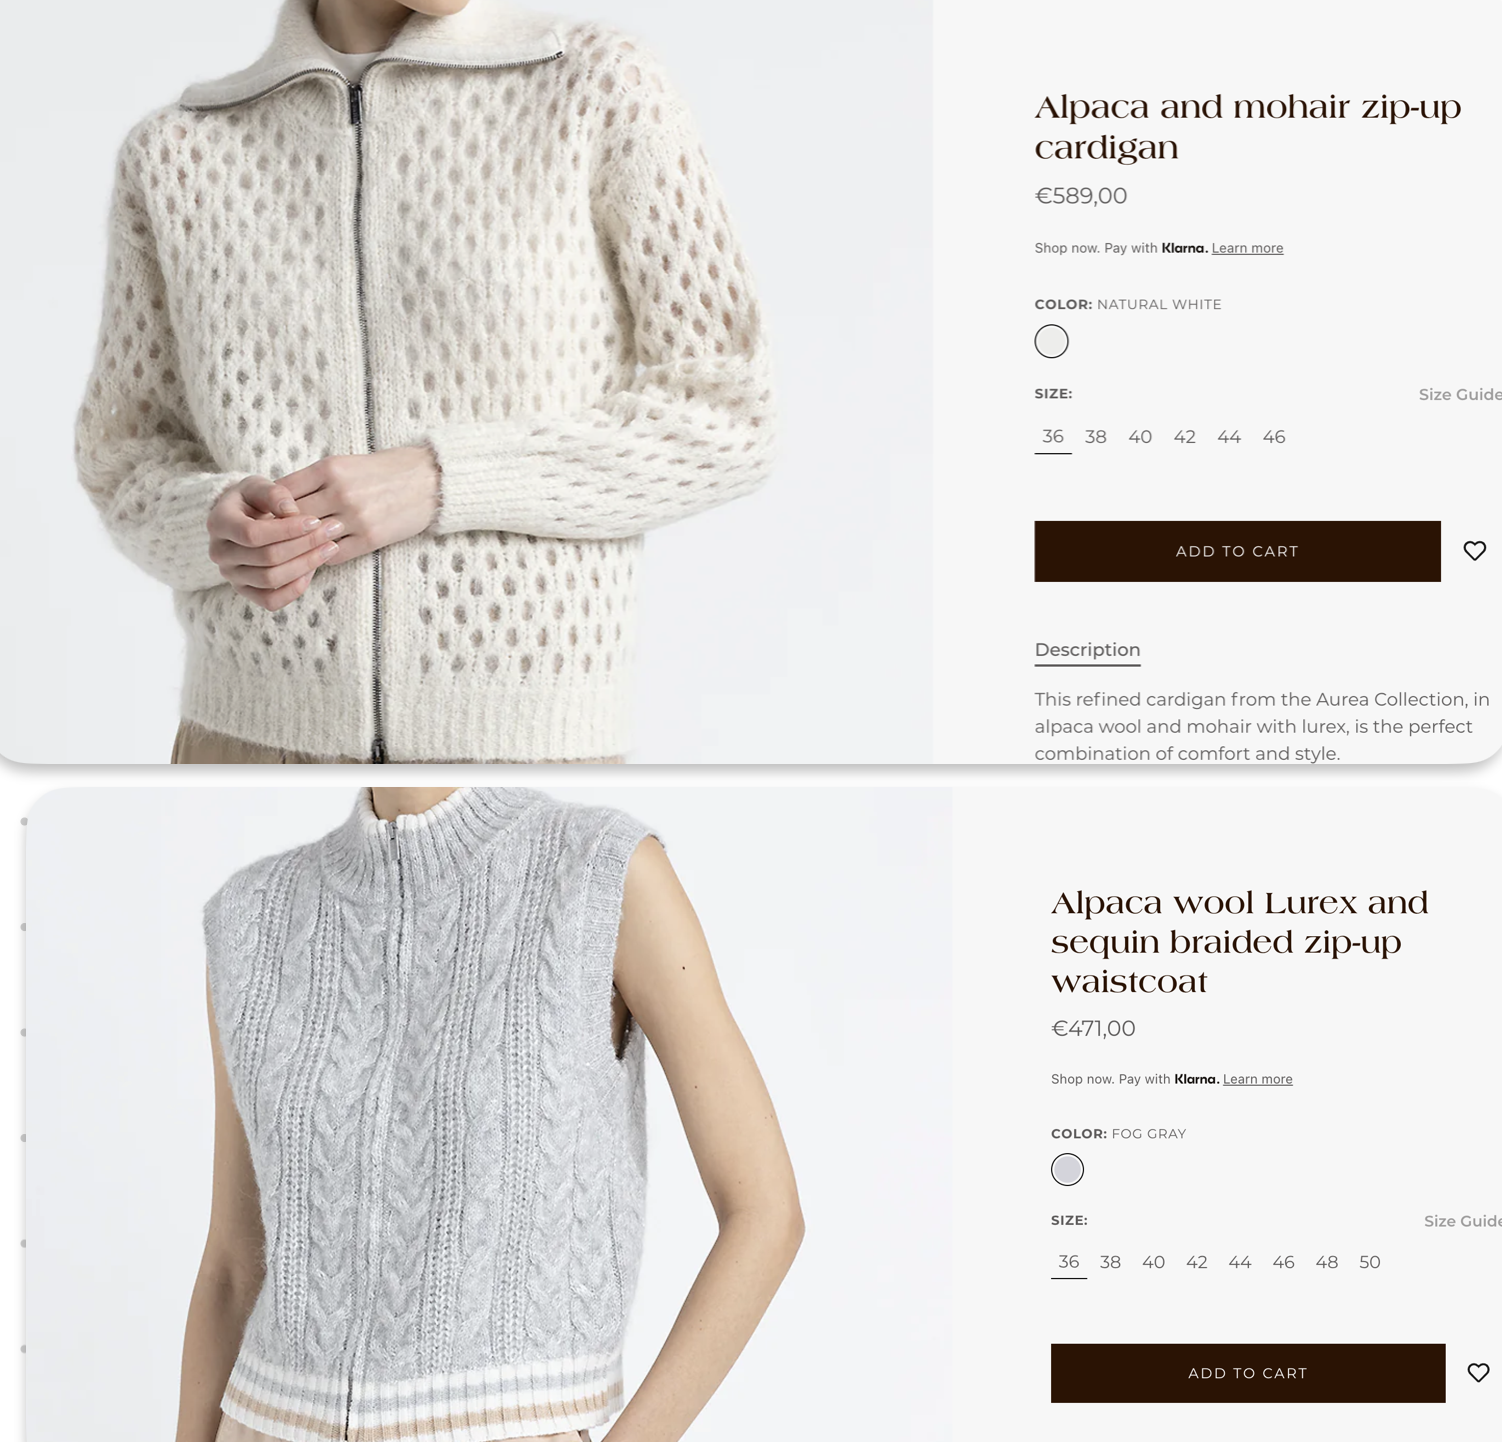 Alpaca and mohair zip-up
cardigan
€589,00
Shop now. Pay with Klarna. Learn more
COLOR: NATURAL WHITE
SIZE:
Size Guide
36 38 40 42 44 46
ADD TO CART
Description
This refined cardigan from the Aurea Collection, in
alpaca wool and mohair with lurex, is the perfect
combination of comfort and style.
Alpaca wool Lurex and
sequin braided zip-up
waistcoat
€471,00
Shop now. Pay with Klarna. Learn more
COLOR: FOG GRAY
SIZE:
Size Guide
36 38 40 42 44 46 48 50
ADD TO CART